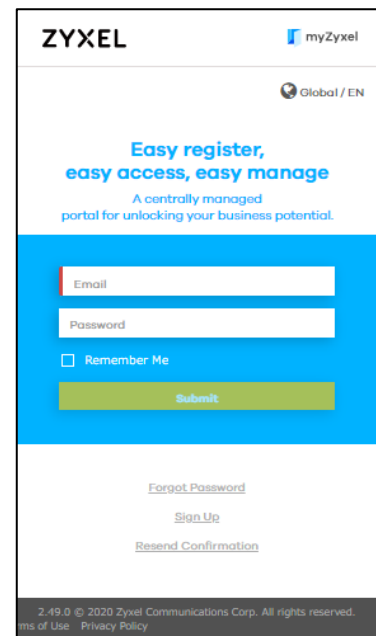 ZYXEL
myZyxel
Global / EN
Easy register,
easy access, easy manage
A centrally managed
portal for unlocking your business potential.
Email
Password
Remember Me
Submit
Forgot Password
Sign Up
Resend Confirmation
2.49.0 © 2020 Zyxel Communications Corp. All rights reserved.
ms of Use Privacy Policy